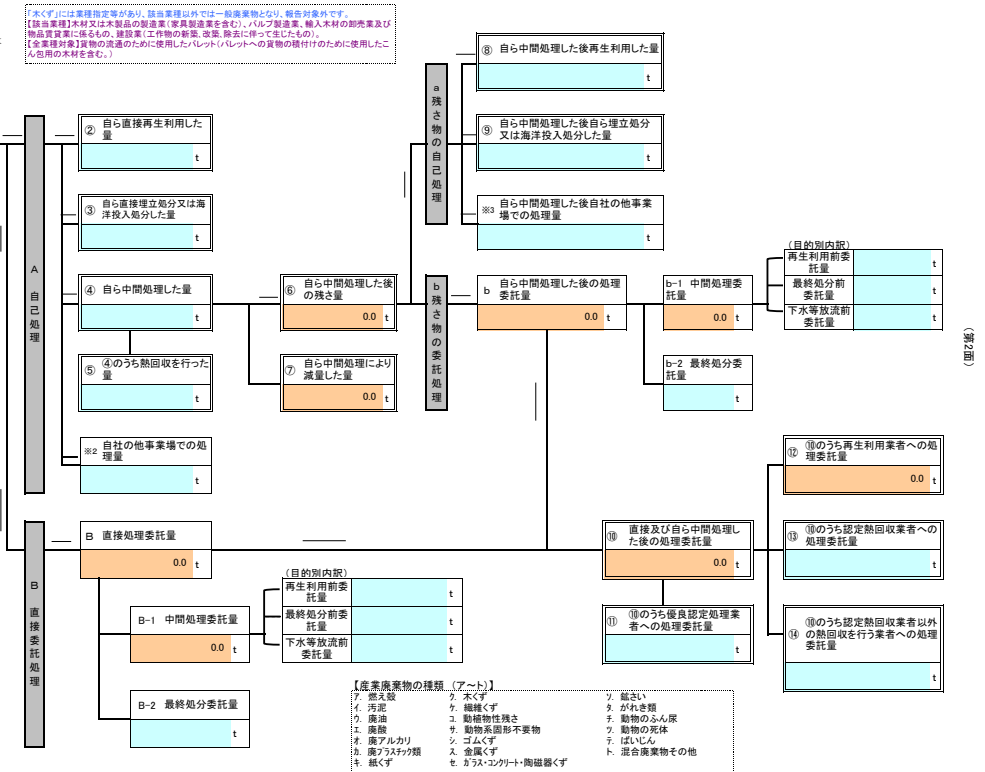 「木くず」には業種指定等があり、該当業種以外では一般廃棄物となり、報告対象外です。
【該当業種】木材又は木製品の製造業(家具製造業を含む)、パルプ製造業、輸入木材の卸売業及び
物品賃貸業に係るもの、建設業(工作物の新築、改築、除去に伴って生じたもの)。
【全業種対象】貨物の流通のために使用したパレット(パレットへの貨物の積付けのために使用したこ
ん包用の木材を含む。)
A 自己処理
② 自ら直接再生利用した
量
t
③ 自ら直接埋立処分又は海
洋投入処分した量
t
④ 自ら中間処理した量
t
⑤ ④のうち熱回収を行った
量
t
※2 自社の他事業場での処
理量
t
⑥ 自ら中間処理した後
の残さ量
0.0 t
⑦ 自ら中間処理により
減量した量
0.0 t
a 残さ物の自己処理
⑧ 自ら中間処理した後再生利用した量
t
⑨ 自ら中間処理した後自ら埋立処分
又は海洋投入処分した量
t
※3 自ら中間処理した後自社の他事業
場での処理量
t
b 残さ物の委託処理
b 自ら中間処理した後の処理
委託量
0.0 t
b-1 中間処理委
託量
0.0 t
(目的別内訳)
再生利用前委
託量
t
最終処分前
委託量
t
下水等放流前
委託量
t
b-2 最終処分委
託量
t
(第2面)
B 直接委託処理
B 直接処理委託量
0.0 t
B-1 中間処理委託量
0.0 t
(目的別内訳)
再生利用前委
託量
t
最終処分前委
託量
t
下水等放流前
委託量
t
B-2 最終処分委託量
t
⑩ 直接及び自ら中間処理し
た後の処理委託量
0.0 t
⑪ ⑩のうち優良認定処理業
者への処理委託量
t
⑫ ⑩のうち再生利用業者への処
理委託量
0.0 t
⑬ ⑩のうち認定熱回収業者への
処理委託量
t
⑭ ⑩のうち認定熱回収業者以外
の熱回収を行う業者への処理
委託量
t
【産業廃棄物の種類 (ア~ト)】
ア. 燃え殻 ク. 木くず ソ. 鉱さい
イ. 汚泥 ケ. 繊維くず タ. がれき類
ウ. 廃油 コ. 動植物性残さ チ. 動物のふん尿
エ. 廃酸 サ. 動物系固形不要物 ツ. 動物の死体
オ. 廃アルカリ シ. ゴムくず テ. ばいじん
カ. 廃プラスチック類 ス. 金属くず ト. 混合廃棄物その他
キ. 紙くず セ. ガラス・コンクリート・陶磁器くず